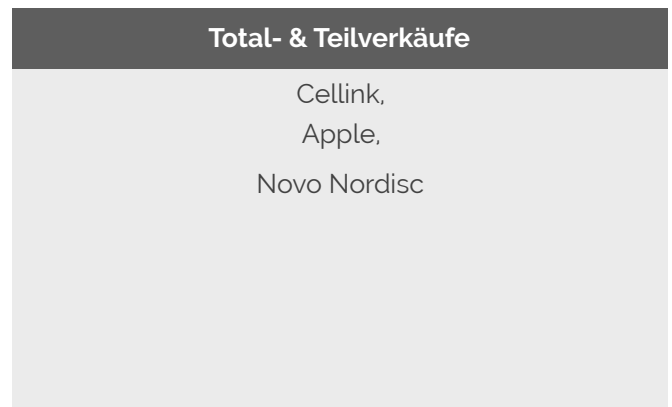 Total- & Teilverkäufe
Cellink,
Apple,
Novo Nordisc